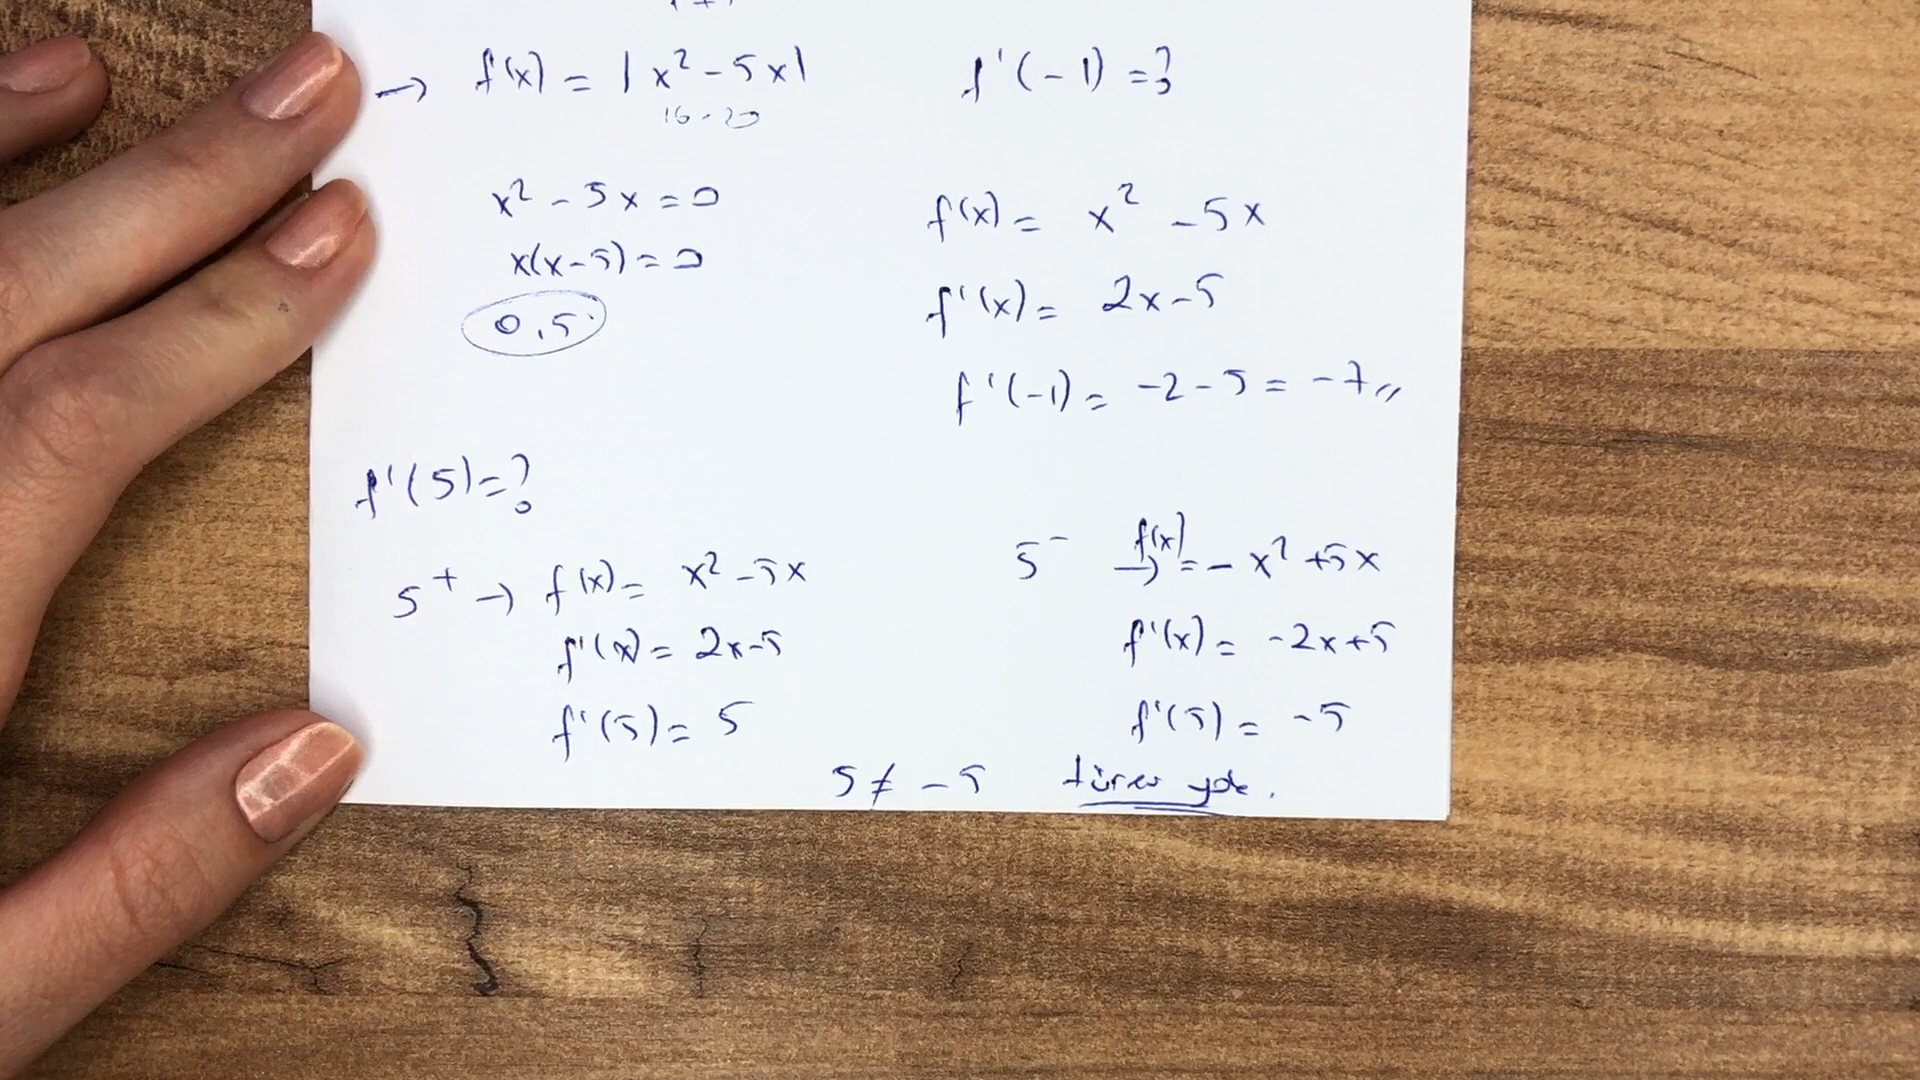 → f(x) = |x² - 5x| f'(-1) = ?
16 - 20
x² - 5x = 0
x(x-5) = 0
0, 5
f(x) = x² - 5x
f'(x) = 2x-5
f'(-1) = -2-5 = -7,,
f'(5) = ?
5⁺ → f(x) = x² - 5x
f'(x) = 2x-5
f'(5) = 5
5⁻ → f(x) = -x² + 5x
f'(x) = -2x+5
f'(5) = -5
5 ≠ -5 türev yok.